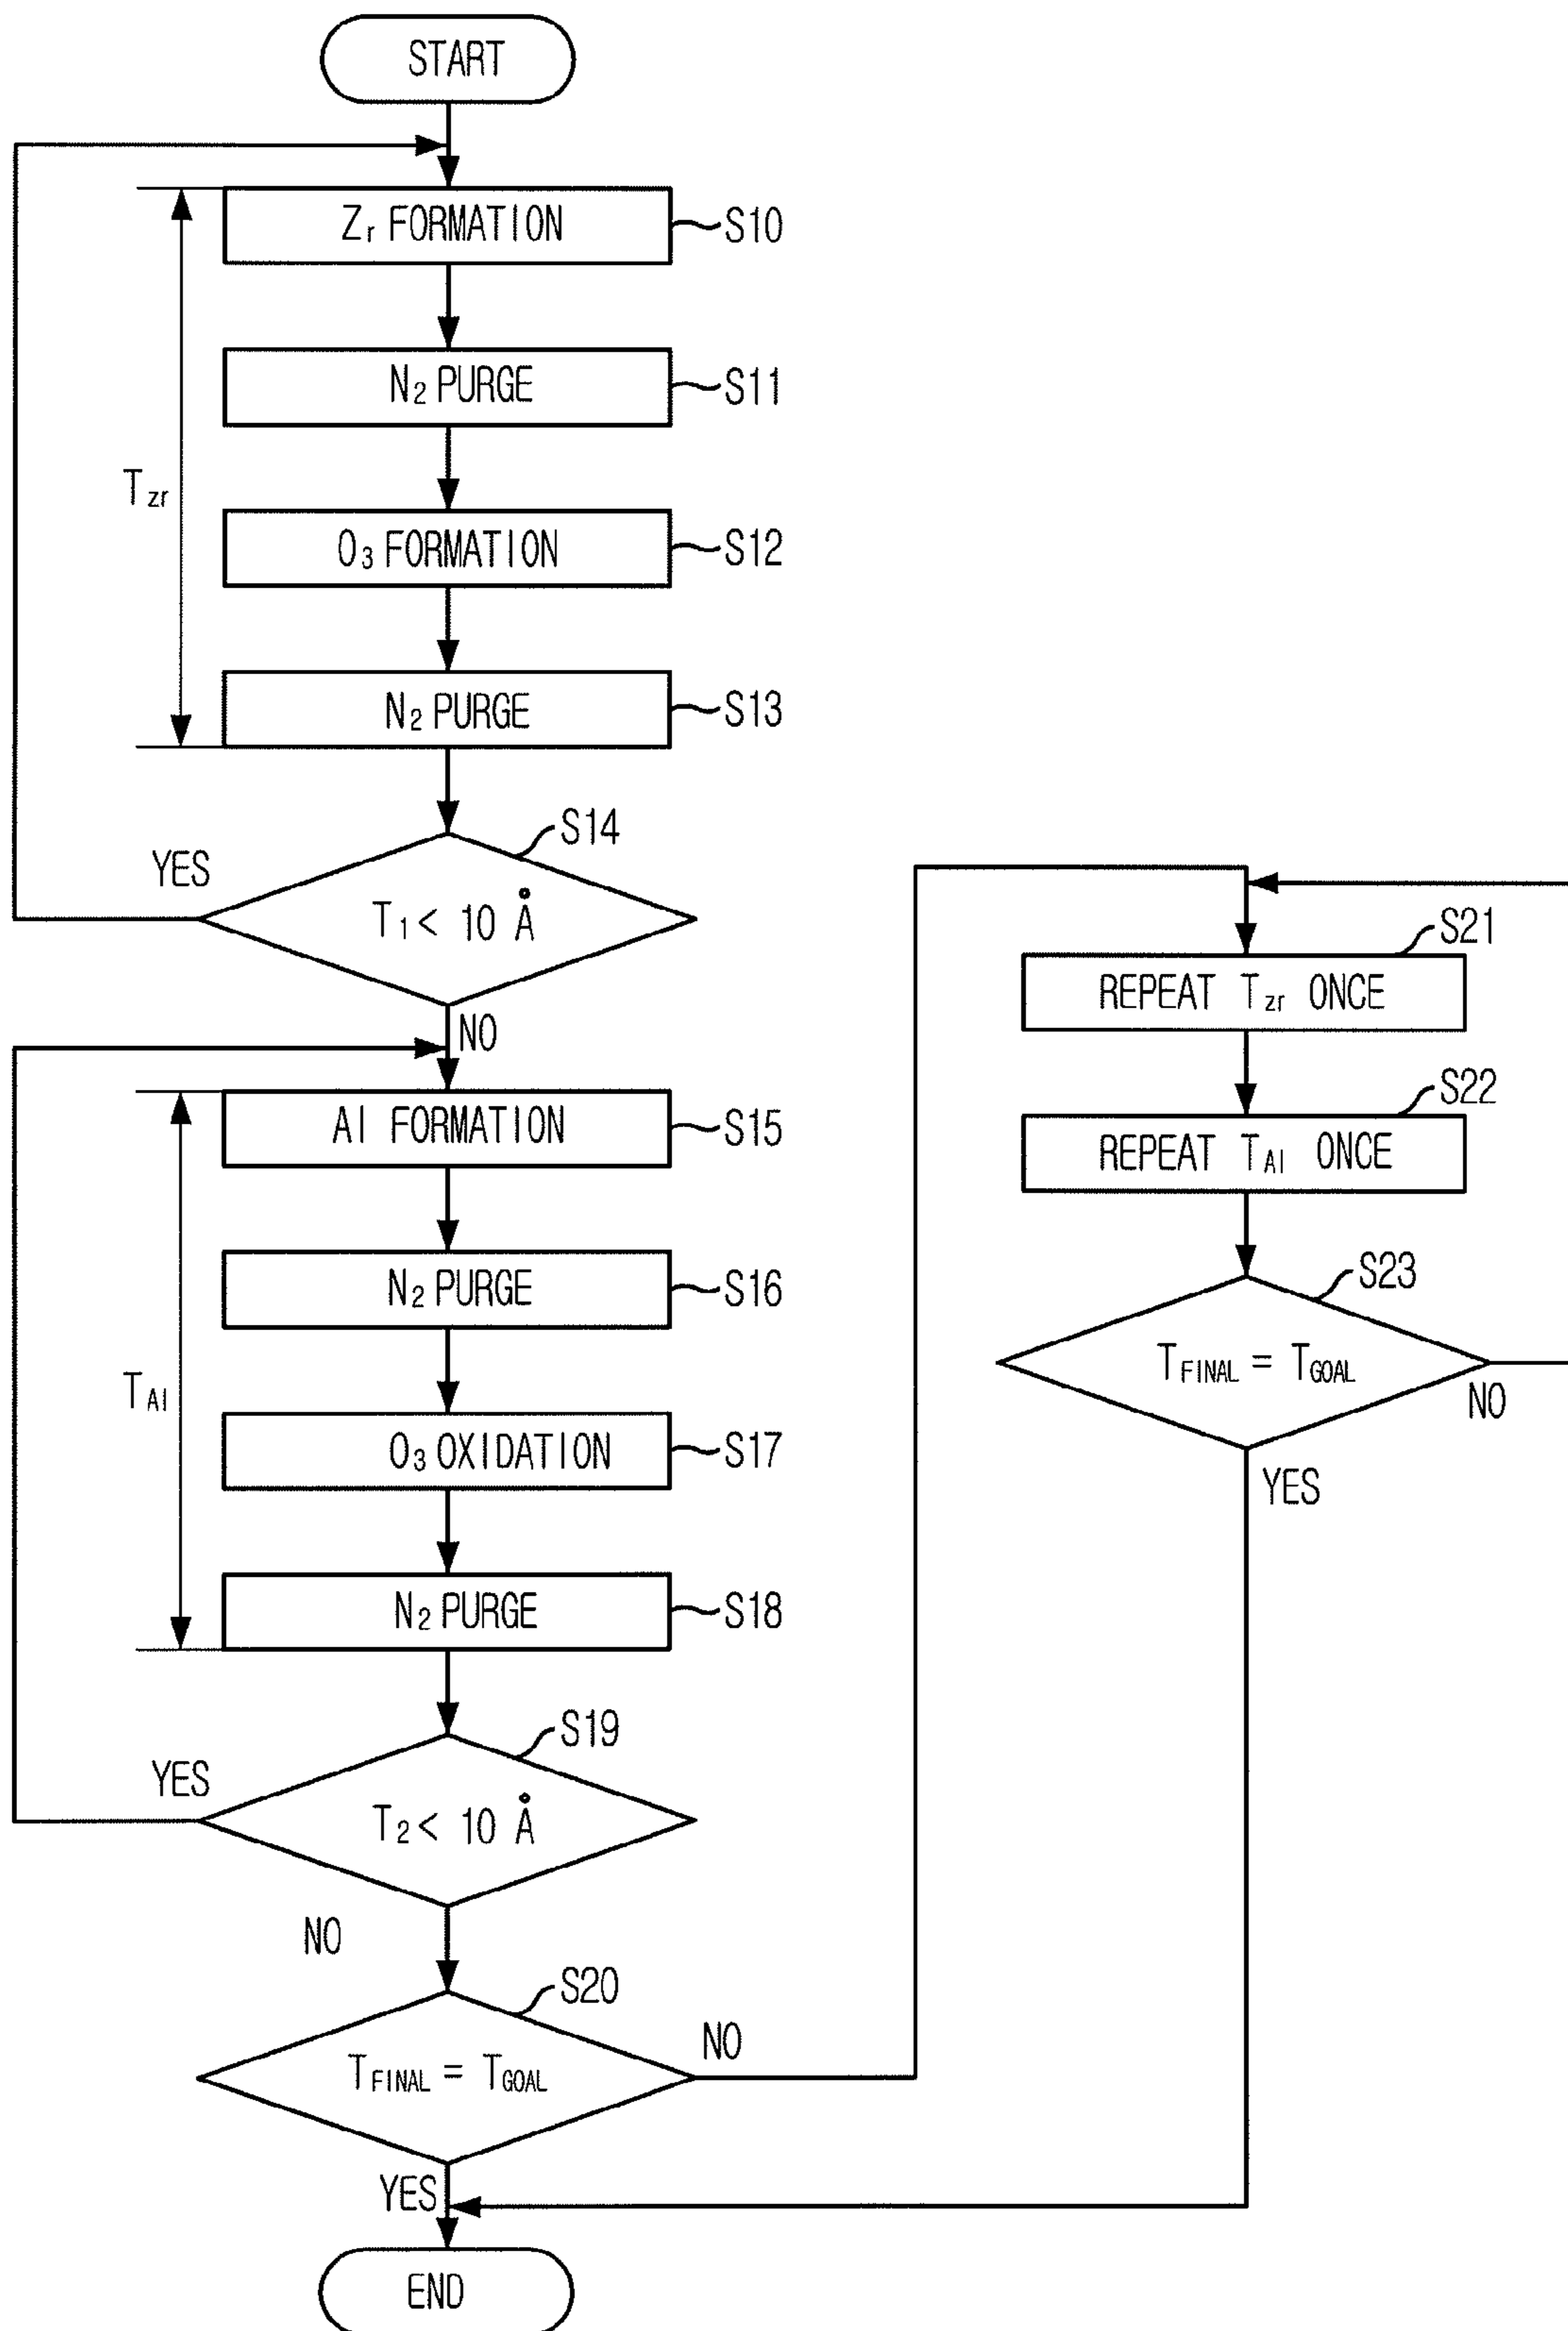 START
Zr FORMATION
S10
N2 PURGE
S11
Tzr
O3 FORMATION
S12
N2 PURGE
S13
S14
YES
T1 < 10 Å
NO
Al FORMATION
S15
N2 PURGE
S16
TAl
O3 OXIDATION
S17
N2 PURGE
S18
S19
YES
T2 < 10 Å
NO
S20
TFINAL = TGOAL
NO
YES
END
S21
REPEAT Tzr ONCE
S22
REPEAT TAl ONCE
S23
TFINAL = TGOAL
NO
YES